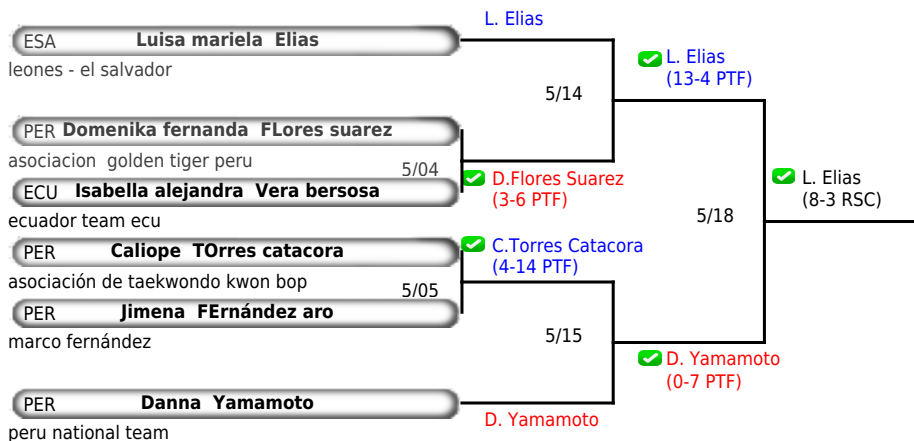 L. Elias
ESA Luisa mariela Elias
leones - el salvador
L. Elias
(13-4 PTF)
5/14
PER Domenika fernanda FLores suarez
asociacion golden tiger peru
5/04
D.Flores Suarez
(3-6 PTF)
L. Elias
(8-3 RSC)
ECU Isabella alejandra Vera bersosa
ecuador team ecu
5/18
PER Caliope TOrres catacora
C.Torres Catacora
(4-14 PTF)
asociación de taekwondo kwon bop
5/05
PER Jimena FErnández aro
marco fernández
5/15
D. Yamamoto
(0-7 PTF)
PER Danna Yamamoto
D. Yamamoto
peru national team